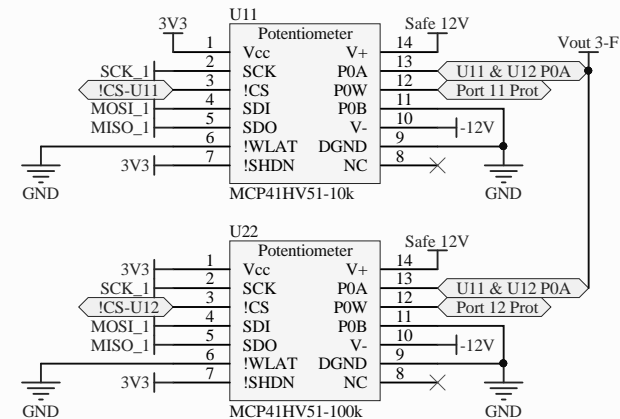 U11
3V3
Potentiometer
Safe 12V
Vout 3-F
1 Vcc V+ 14
SCK_1 2 SCK P0A 13 U11 & U12 P0A
!CS-U11 3 !CS P0W 12 Port 11 Prot
MOSI_1 4 SDI P0B 11
MISO_1 5 SDO V- 10 -12V
6 !WLAT DGND 9
3V3 7 !SHDN NC 8
GND
MCP41HV51-10k
GND
U22
Potentiometer
Safe 12V
3V3 1 Vcc V+ 14
SCK_1 2 SCK P0A 13 U11 & U12 P0A
!CS-U12 3 !CS P0W 12 Port 12 Prot
MOSI_1 4 SDI P0B 11
MISO_1 5 SDO V- 10 -12V
6 !WLAT DGND 9
3V3 7 !SHDN NC 8
GND
MCP41HV51-100k
GND